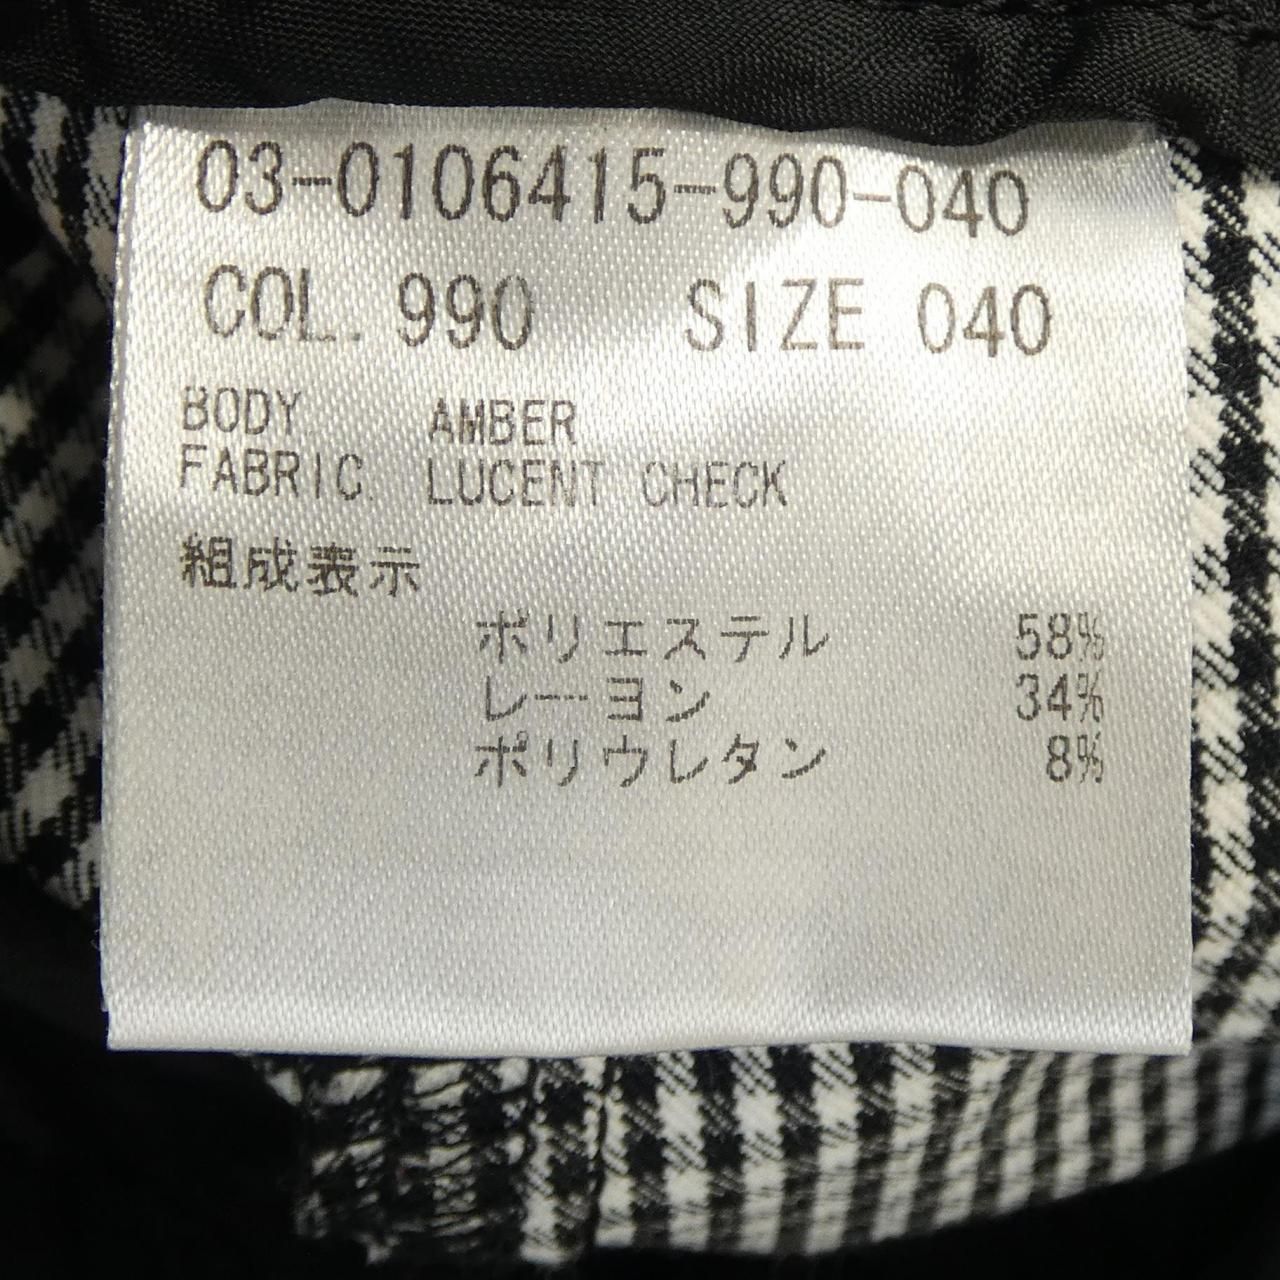 03-0106415-990-040
COL. 990 SIZE 040
BODY. AMBER
FABRIC. LUCENT CHECK
組成表示
ポリエステル 58%
レーヨン 34%
ポリウレタン 8%